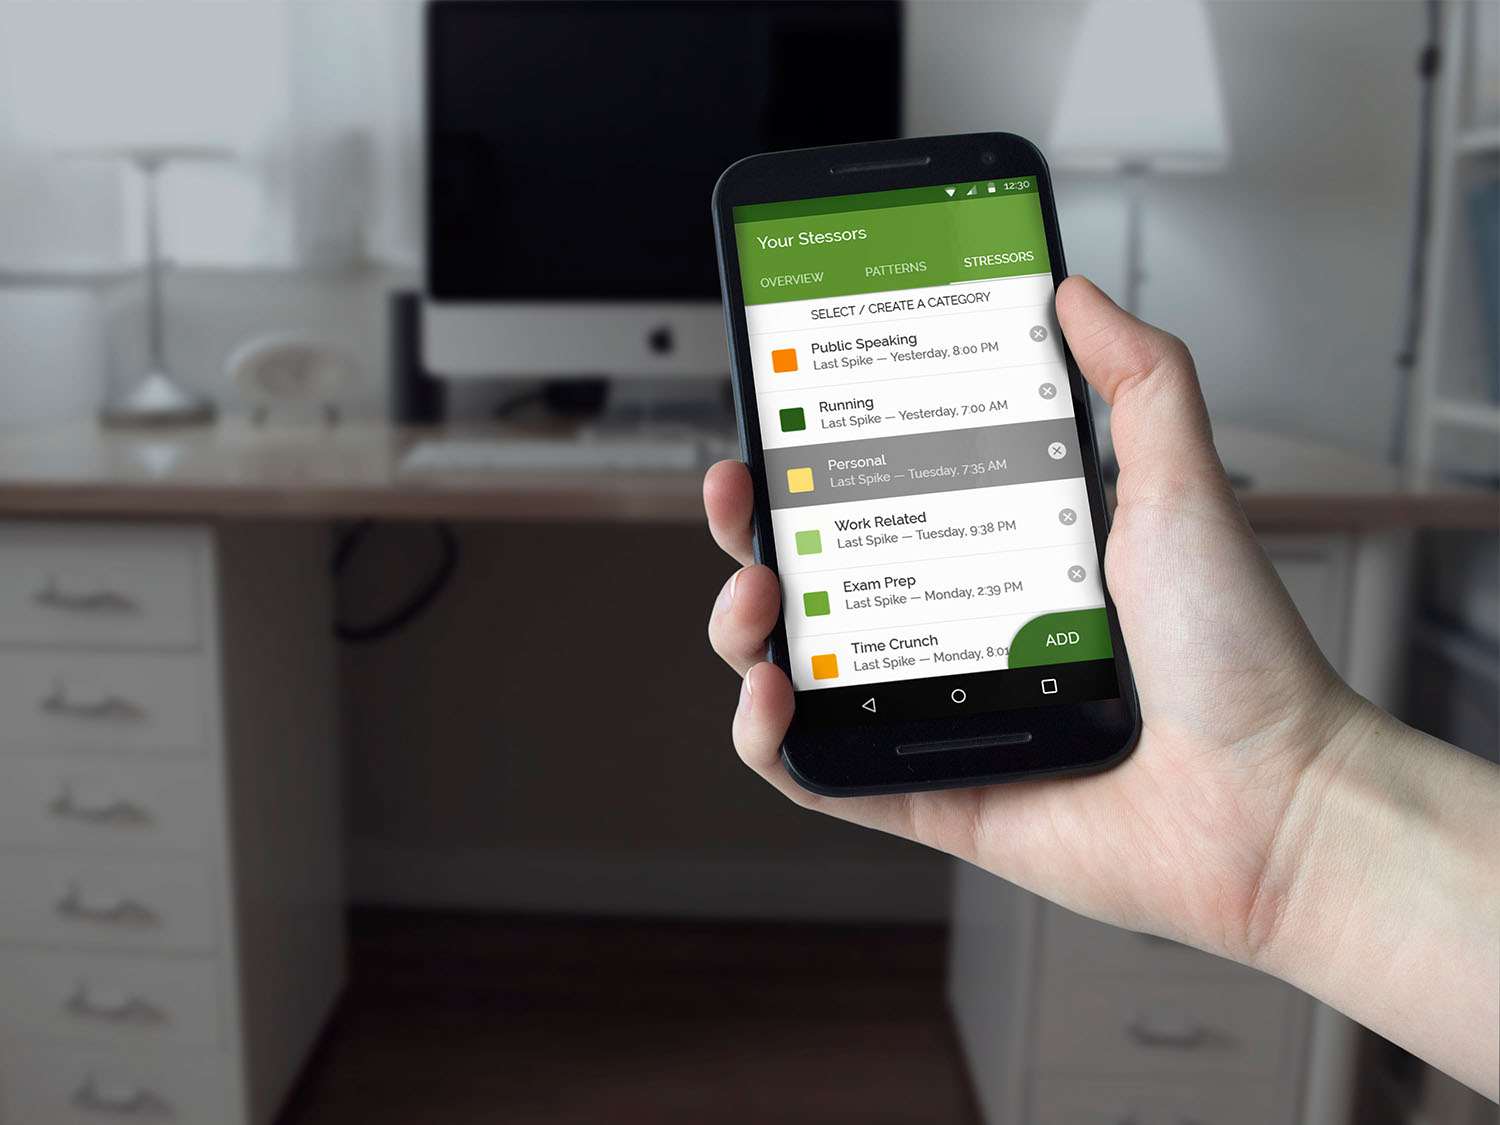 12:30
Your Stessors
OVERVIEW PATTERNS STRESSORS
SELECT / CREATE A CATEGORY
Public Speaking
Last Spike — Yesterday, 8:00 PM
Running
Last Spike — Yesterday, 7:00 AM
Personal
Last Spike — Tuesday, 7:35 AM
Work Related
Last Spike — Tuesday, 9:38 PM
Exam Prep
Last Spike — Monday, 2:39 PM
Time Crunch
Last Spike — Monday, 8:01
ADD